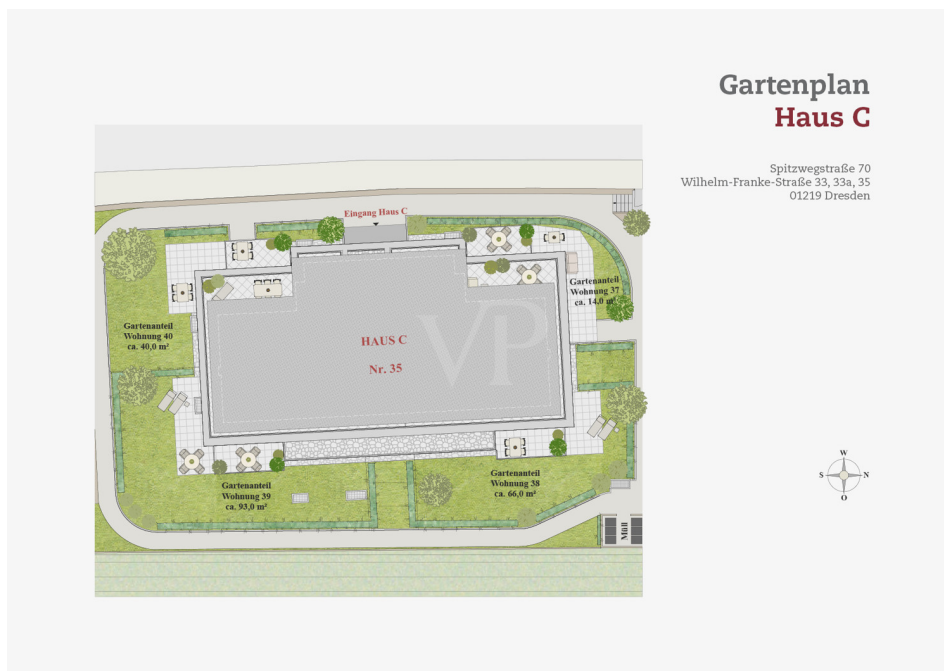 Gartenplan
Haus C
Spitzwegstraße 70
Wilhelm-Franke-Straße 33, 33a, 35
01219 Dresden
Eingang Haus C
Gartenanteil
Wohnung 37
ca. 14,0 m²
Gartenanteil
Wohnung 40
ca. 40,0 m²
HAUS C
Nr. 35
VP
Gartenanteil
Wohnung 39
ca. 93,0 m²
Gartenanteil
Wohnung 38
ca. 66,0 m²
Müll
W
S
N
O